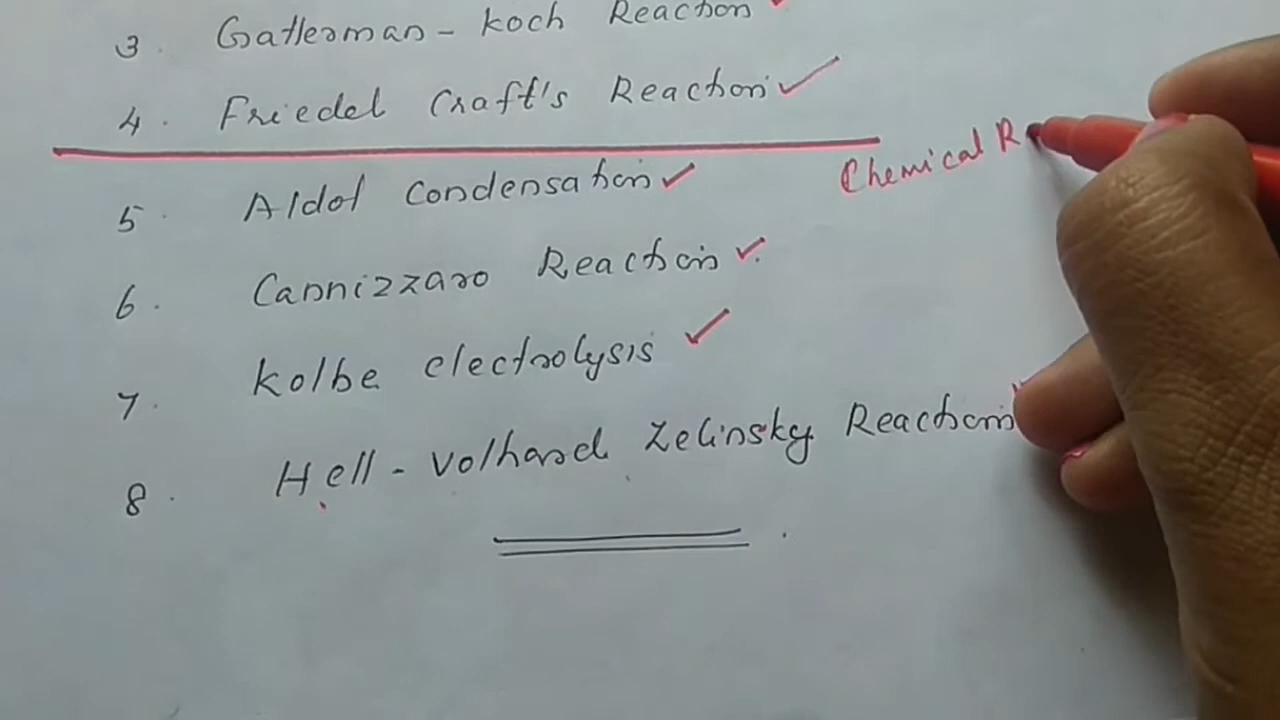 3. Gatterman - Koch Reaction
4. Friedel Craft's Reaction
5. Aldol Condensation
Chemical R
6. Cannizzaro Reaction
7. Kolbe electrolysis
8. Hell - Volhard Zelinsky Reaction